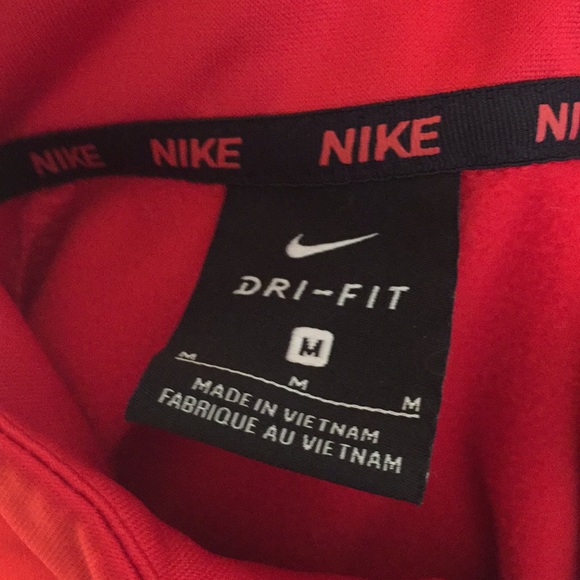 NIKE NIKE NIKE NI
DRI-FIT
M
M M M
MADE IN VIETNAM
FABRIQUE AU VIETNAM